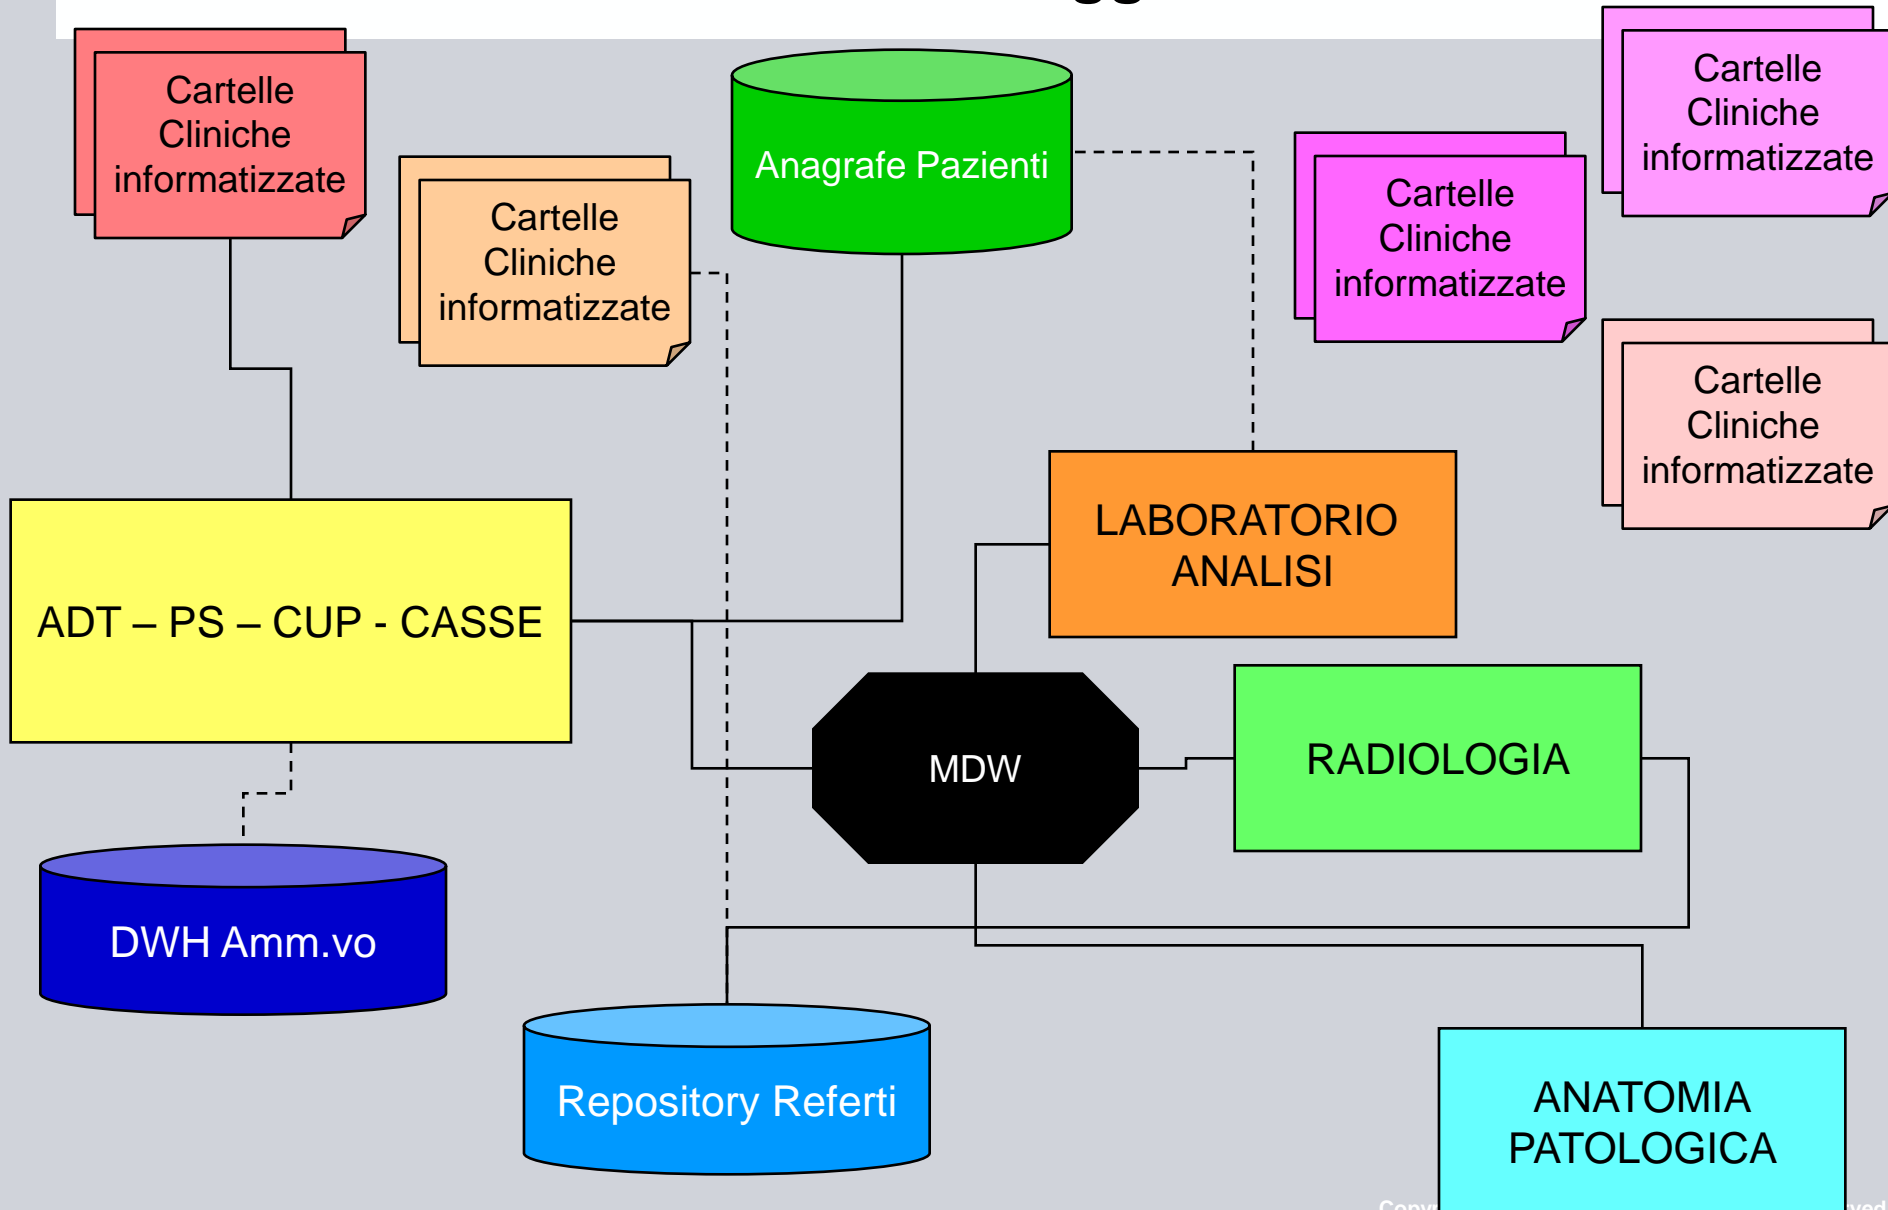 Cartelle
Cliniche
informatizzate
Cartelle
Cliniche
informatizzate
Anagrafe Pazienti
Cartelle
Cliniche
informatizzate
Cartelle
Cliniche
informatizzate
Cartelle
Cliniche
informatizzate
LABORATORIO
ANALISI
ADT – PS – CUP - CASSE
MDW
RADIOLOGIA
DWH Amm.vo
Repository Referti
ANATOMIA
PATOLOGICA